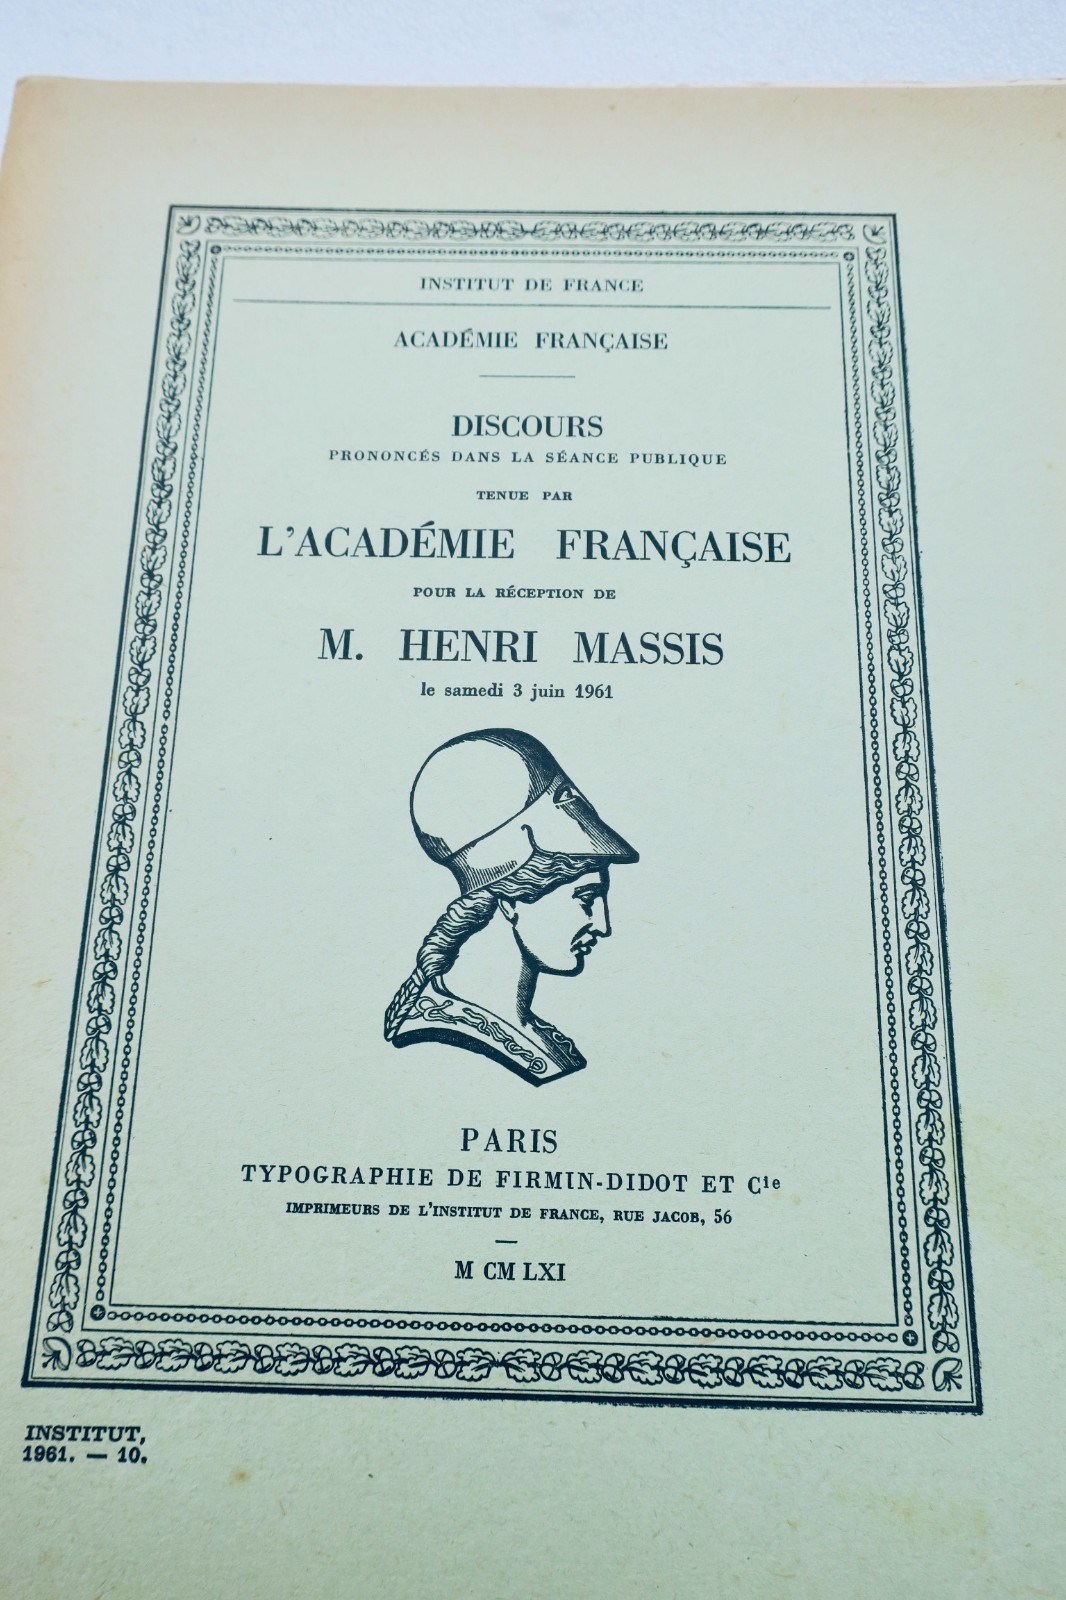 INSTITUT DE FRANCE
ACADÉMIE FRANÇAISE
DISCOURS
PRONONCÉS DANS LA SÉANCE PUBLIQUE
TENUE PAR
L'ACADÉMIE FRANÇAISE
POUR LA RÉCEPTION DE
M. HENRI MASSIS
le samedi 3 juin 1961
PARIS
TYPOGRAPHIE DE FIRMIN-DIDOT ET Cie
IMPRIMEURS DE L'INSTITUT DE FRANCE, RUE JACOB, 56
M CM LXI
INSTITUT,
1961. — 10.